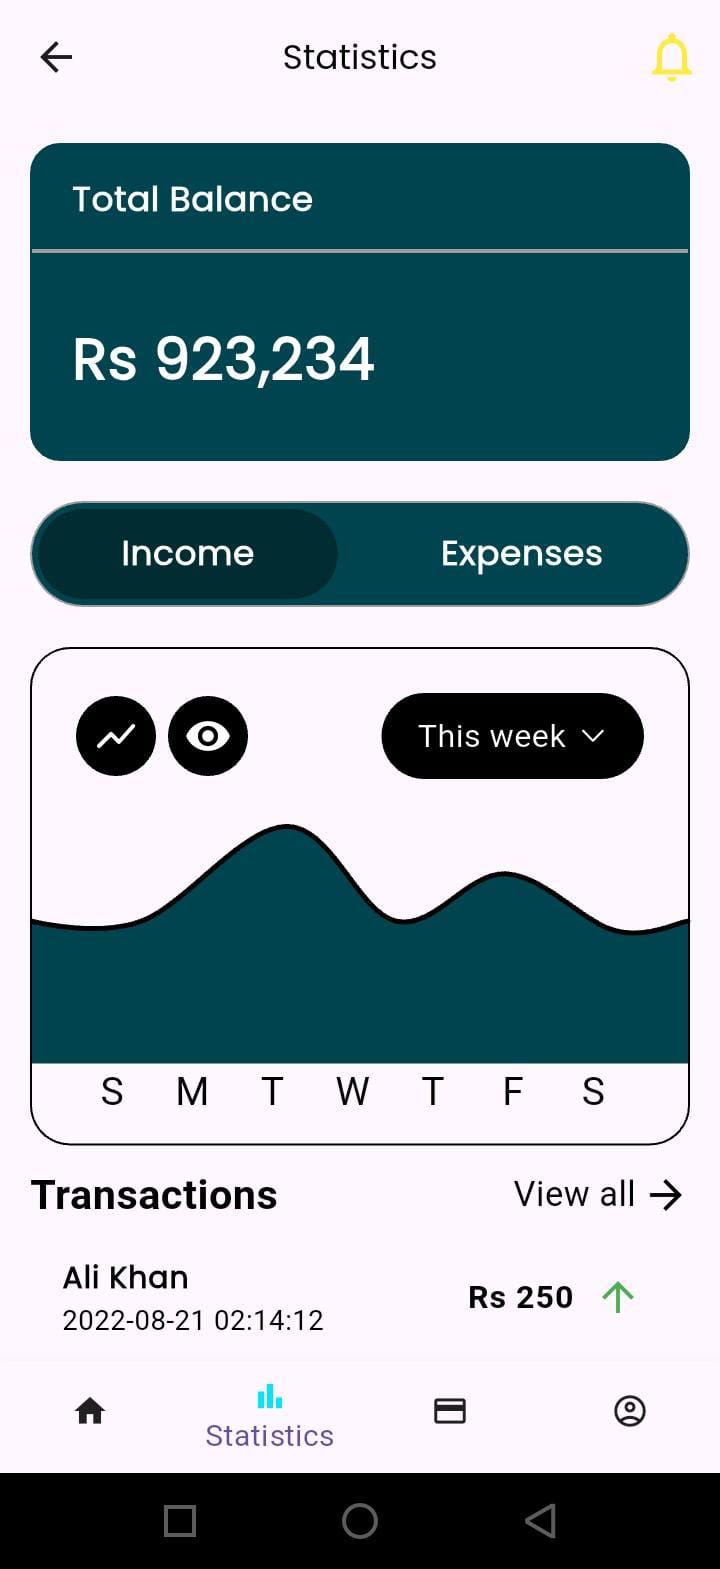 Statistics
Total Balance
Rs 923,234
Income Expenses
This week
S M T W T F S
Transactions View all
Ali Khan
2022-08-21 02:14:12
Rs 250
Statistics